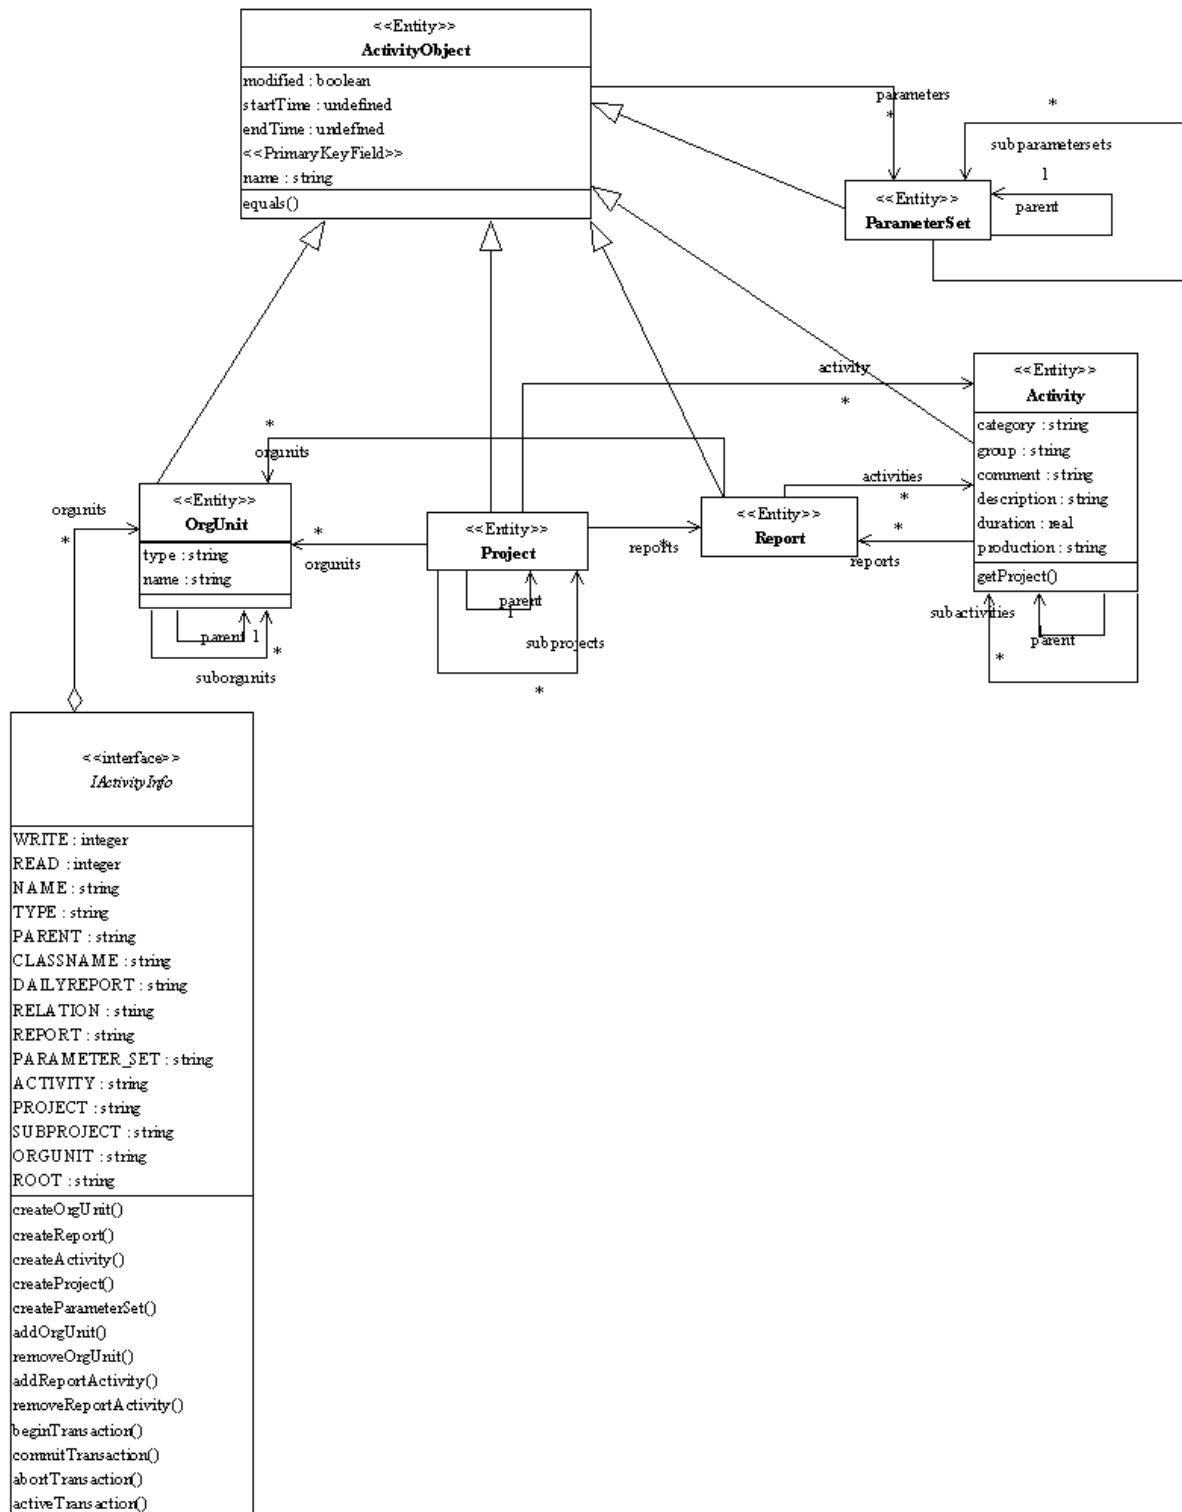 <<Entity>>
ActivityObject
modified : boolean
startTime : undefined
endTime : undefined
<<PrimaryKeyField>>
name : string
equals()
parameters
*
*
subparametersets
1
<<Entity>>
ParameterSet
parent
activity
*
<<Entity>>
Activity
category : string
group : string
comment : string
description : string
duration : real
production : string
getProject()
*
orgunits
activities
*
orgunits
*
<<Entity>>
OrgUnit
type : string
name : string
*
orgunits
<<Entity>>
Project
reports
*
<<Entity>>
Report
*
reports
parent 1
*
suborgunits
parent
1
subprojects
*
subactivities
parent
*
<<interface>>
IActivityInfo
WRITE : integer
READ : integer
NAME : string
TYPE : string
PARENT : string
CLASSNAME : string
DAILYREPORT : string
RELATION : string
REPORT : string
PARAMETER_SET : string
ACTIVITY : string
PROJECT : string
SUBPROJECT : string
ORGUNIT : string
ROOT : string
createOrgUnit()
createReport()
createActivity()
createProject()
createParameterSet()
addOrgUnit()
removeOrgUnit()
addReportActivity()
removeReportActivity()
beginTransaction()
commitTransaction()
abortTransaction()
activeTransaction()